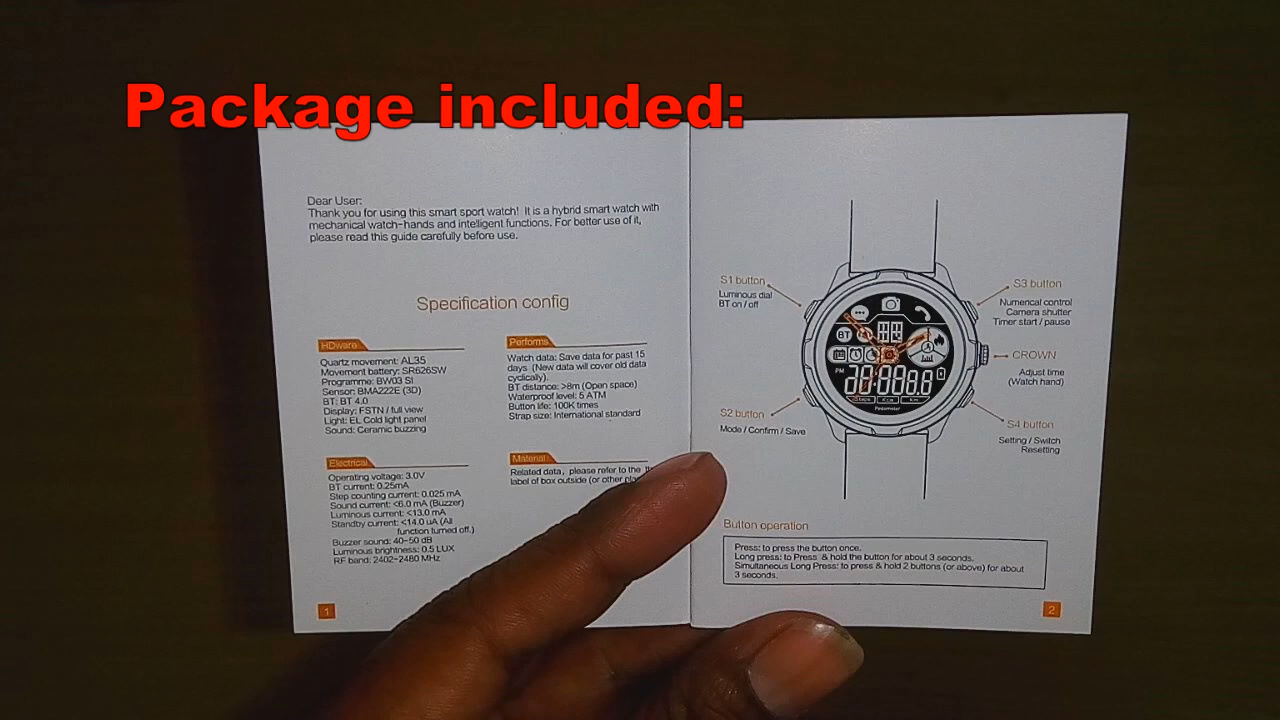 Package included:
Dear User:
Thank you for using this smart sport watch! It is a hybrid smart watch with
mechanical watch-hands and intelligent functions. For better use of it,
please read this guide carefully before use.
Specification config
HDware
Quartz movement: AL35
Movement battery: SR626SW
Programme: BW03 SI
Sensor: BMA222E (3D)
BT: BT 4.0
Display: FSTN / full view
Light: EL Cold light panel
Sound: Ceramic buzzing
Electrical
Operating voltage: 3.0V
BT current: 0.25mA
Step counting current: 0.025 mA
Sound current: <6.0 mA (Buzzer)
Luminous current: <13.0 mA
Standby current: <14.0 uA (All
function turned off.)
Buzzer sound: 40-50 dB
Luminous brightness: 0.5 LUX
RF band: 2402-2480 MHz
Performs
Watch data: Save data for past 15
days (New data will cover old data
cyclically).
BT distance: >8m (Open space)
Waterproof level: 5 ATM
Button life: 100K times
Strap size: International standard
Material
Related data, please refer to the
label of box outside (or other
1
S1 button
Luminous dial
BT on / off
S2 button
Mode / Confirm / Save
BT
PM
Steps Kcal Km
Pedometer
S3 button
Numerical control
Camera shutter
Timer start / pause
CROWN
Adjust time
(Watch hand)
S4 button
Setting / Switch
Resetting
Button operation
Press: to press the button once.
Long press: to Press & hold the button for about 3 seconds.
Simultaneous Long Press: to press & hold 2 buttons (or above) for about
3 seconds.
2